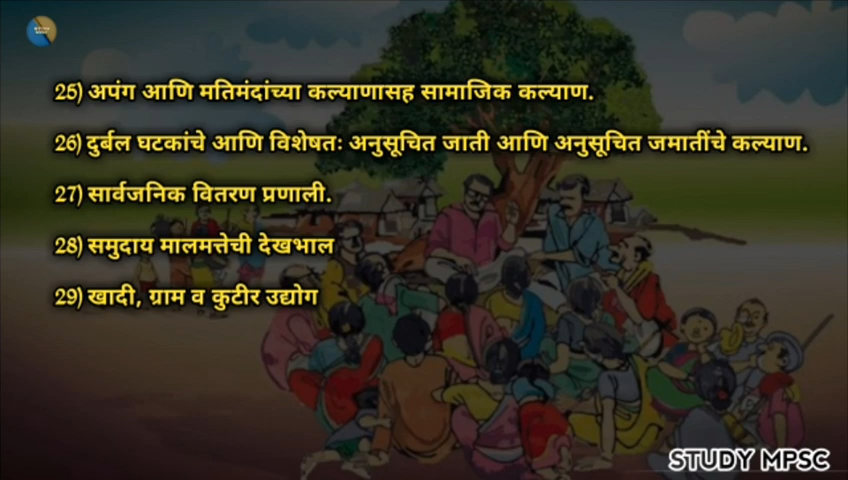 25) अपंग आणि मतिमंदांच्या कल्याणासह सामाजिक कल्याण.
26) दुर्बल घटकांचे आणि विशेषतः अनुसूचित जाती आणि अनुसूचित जमातींचे कल्याण.
27) सार्वजनिक वितरण प्रणाली.
28) समुदाय मालमत्तेची देखभाल
29) खादी, ग्राम व कुटीर उद्योग
STUDY MPSC